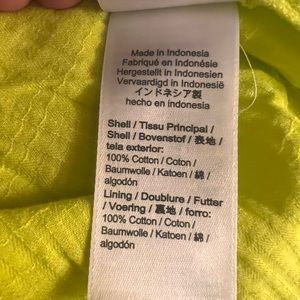 Made in Indonesia
Fabriqué en Indonésie
Hergestellt in Indonesien
Vervaardigd in Indonesië
インドネシア製
hecho en indonesia
Shell / Tissu Principal /
Shell / Bovenstof / 表地 /
tela exterior:
100% Cotton / Coton /
Baumwolle / Katoen / 綿 /
algodón
Lining / Doublure / Futter
/ Voering / 裏地 / forro:
100% Cotton / Coton /
Baumwolle / Katoen / 綿 /
algodón